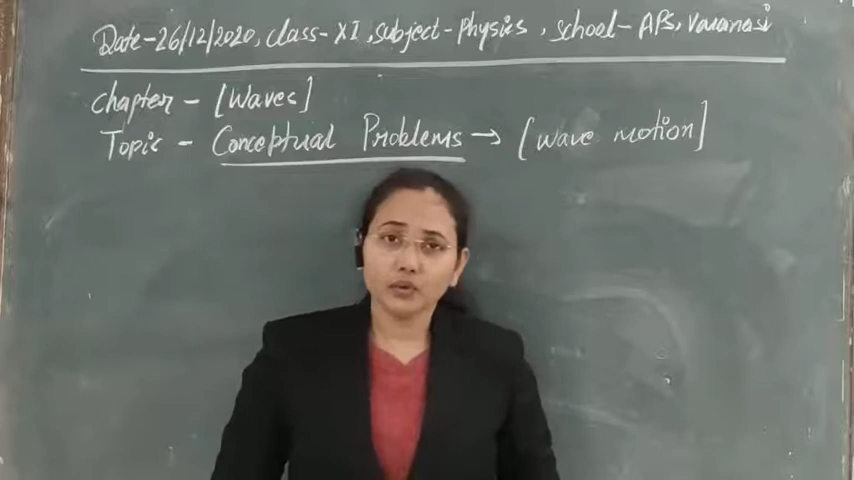 Date-26/12/2020, class-XI, subject-Physics, school-APS, Varanasi
chapter - [Waves]
Topic - Conceptual Problems → [wave motion]